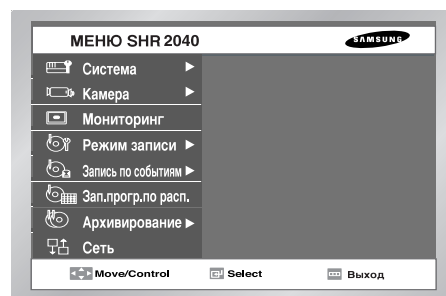 МЕНЮ SHR 2040
SAMSUNG
Система
Камера
Мониторинг
Режим записи
Запись по событиям
Зап.прогр.по расп.
Архивирование
Сеть
Move/Control
Select
Выход